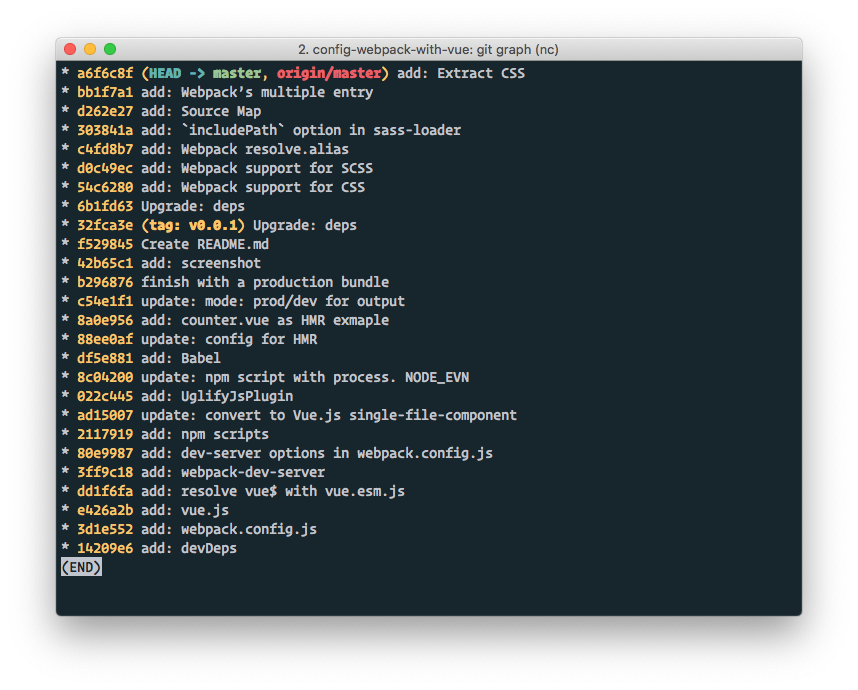 2. config-webpack-with-vue: git graph (nc)
* a6f6c8f (HEAD -> master, origin/master) add: Extract CSS
* bb1f7a1 add: Webpack’s multiple entry
* d262e27 add: Source Map
* 303841a add: `includePath` option in sass-loader
* c4fd8b7 add: Webpack resolve.alias
* d0c49ec add: Webpack support for SCSS
* 54c6280 add: Webpack support for CSS
* 6b1fd63 Upgrade: deps
* 32fca3e (tag: v0.0.1) Upgrade: deps
* f529845 Create README.md
* 42b65c1 add: screenshot
* b296876 finish with a production bundle
* c54e1f1 update: mode: prod/dev for output
* 8a0e956 add: counter.vue as HMR exmaple
* 88ee0af update: config for HMR
* df5e881 add: Babel
* 8c04200 update: npm script with process. NODE_EVN
* 022c445 add: UglifyJsPlugin
* ad15007 update: convert to Vue.js single-file-component
* 2117919 add: npm scripts
* 80e9987 add: dev-server options in webpack.config.js
* 3ff9c18 add: webpack-dev-server
* dd1f6fa add: resolve vue$ with vue.esm.js
* e426a2b add: vue.js
* 3d1e552 add: webpack.config.js
* 14209e6 add: devDeps
(END)